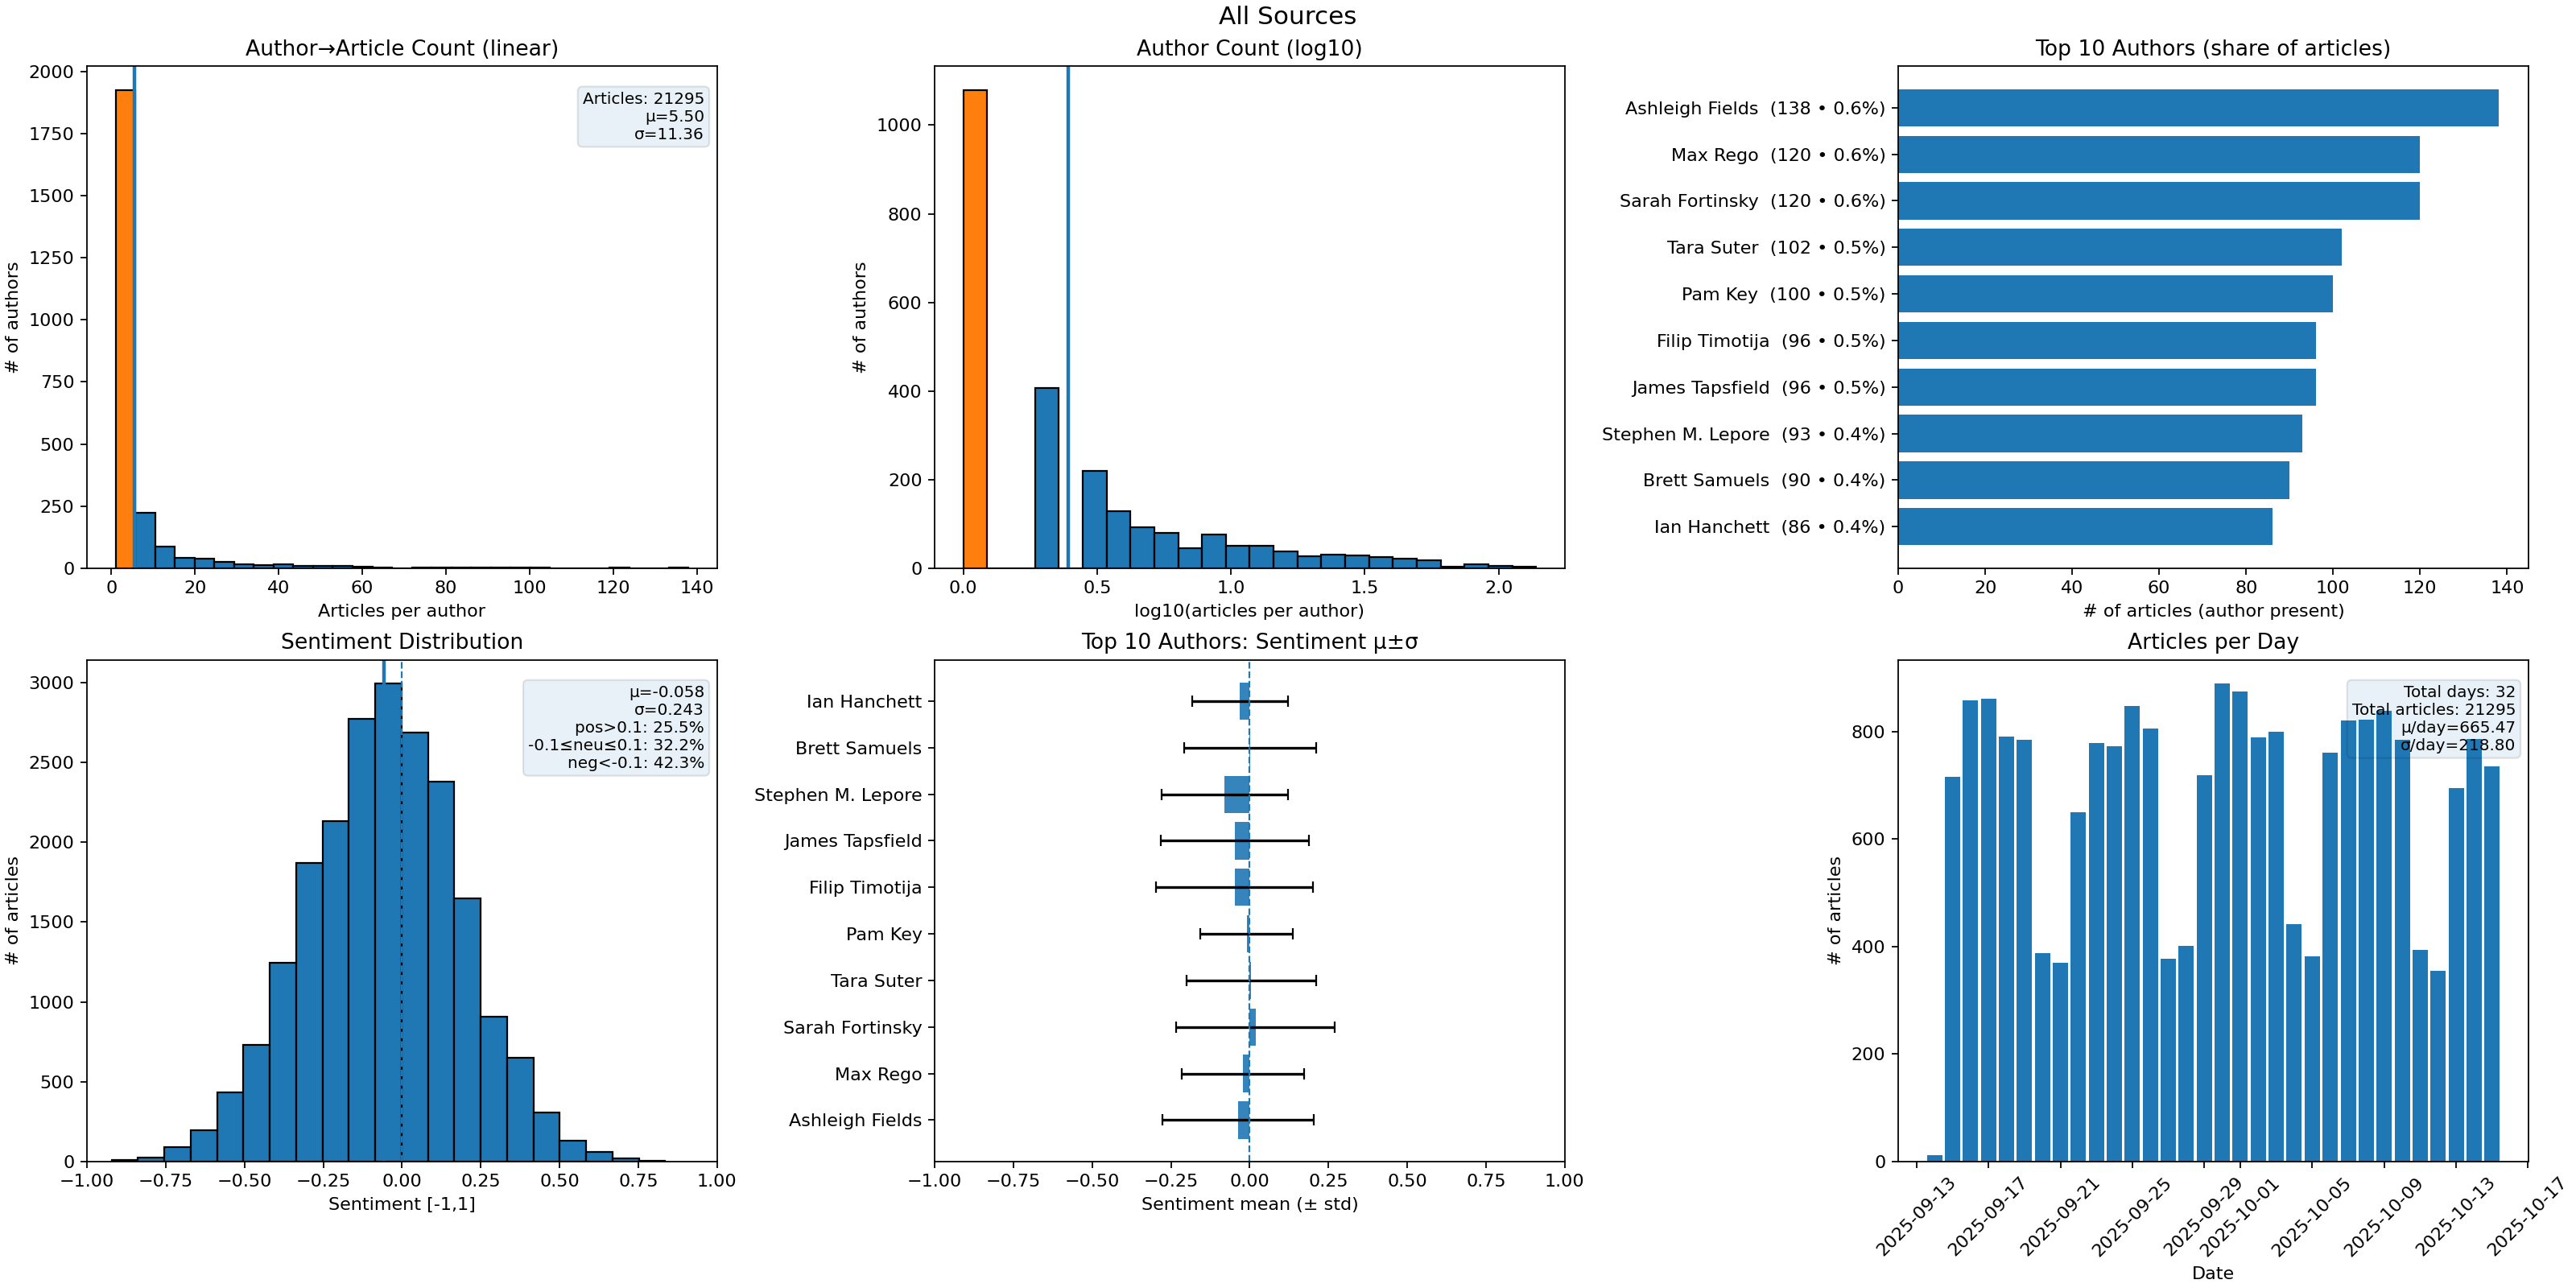 All Sources
Author→Article Count (linear)
2000
1750
1500
1250
1000
750
500
250
0
# of authors
Articles: 21295
μ=5.50
σ=11.36
0 20 40 60 80 100 120 140
Articles per author
Author Count (log10)
1000
800
600
400
200
0
# of authors
0.0 0.5 1.0 1.5 2.0
log10(articles per author)
Top 10 Authors (share of articles)
Ashleigh Fields (138 • 0.6%)
Max Rego (120 • 0.6%)
Sarah Fortinsky (120 • 0.6%)
Tara Suter (102 • 0.5%)
Pam Key (100 • 0.5%)
Filip Timotija (96 • 0.5%)
James Tapsfield (96 • 0.5%)
Stephen M. Lepore (93 • 0.4%)
Brett Samuels (90 • 0.4%)
Ian Hanchett (86 • 0.4%)
0 20 40 60 80 100 120 140
# of articles (author present)
Sentiment Distribution
3000
2500
2000
1500
1000
500
0
# of articles
μ=-0.058
σ=0.243
pos>0.1: 25.5%
-0.1≤neu≤0.1: 32.2%
neg<-0.1: 42.3%
−1.00 −0.75 −0.50 −0.25 0.00 0.25 0.50 0.75 1.00
Sentiment [-1,1]
Top 10 Authors: Sentiment μ±σ
Ian Hanchett
Brett Samuels
Stephen M. Lepore
James Tapsfield
Filip Timotija
Pam Key
Tara Suter
Sarah Fortinsky
Max Rego
Ashleigh Fields
−1.00 −0.75 −0.50 −0.25 0.00 0.25 0.50 0.75 1.00
Sentiment mean (± std)
Articles per Day
800
600
400
200
0
# of articles
Total days: 32
Total articles: 21295
μ/day=665.47
σ/day=218.80
2025-09-13
2025-09-17
2025-09-21
2025-09-25
2025-09-29
2025-10-01
2025-10-05
2025-10-09
2025-10-13
2025-10-17
Date